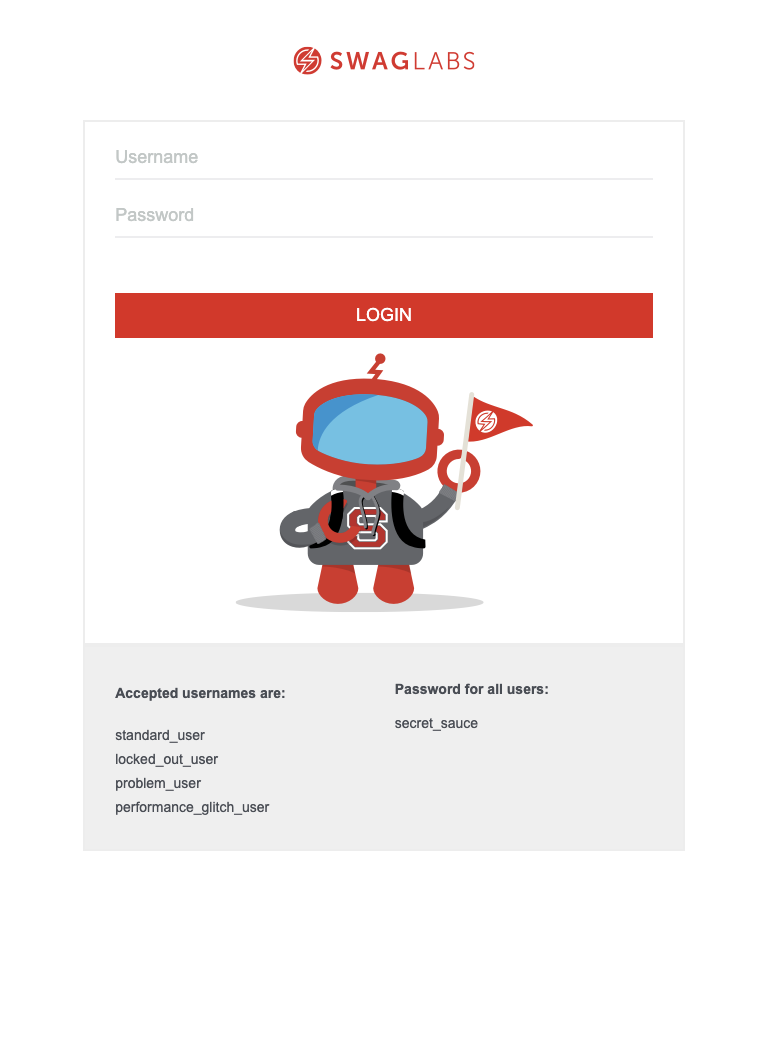 SWAGLABS
Username
Password
LOGIN
S
Accepted usernames are:
standard_user
locked_out_user
problem_user
performance_glitch_user
Password for all users:
secret_sauce